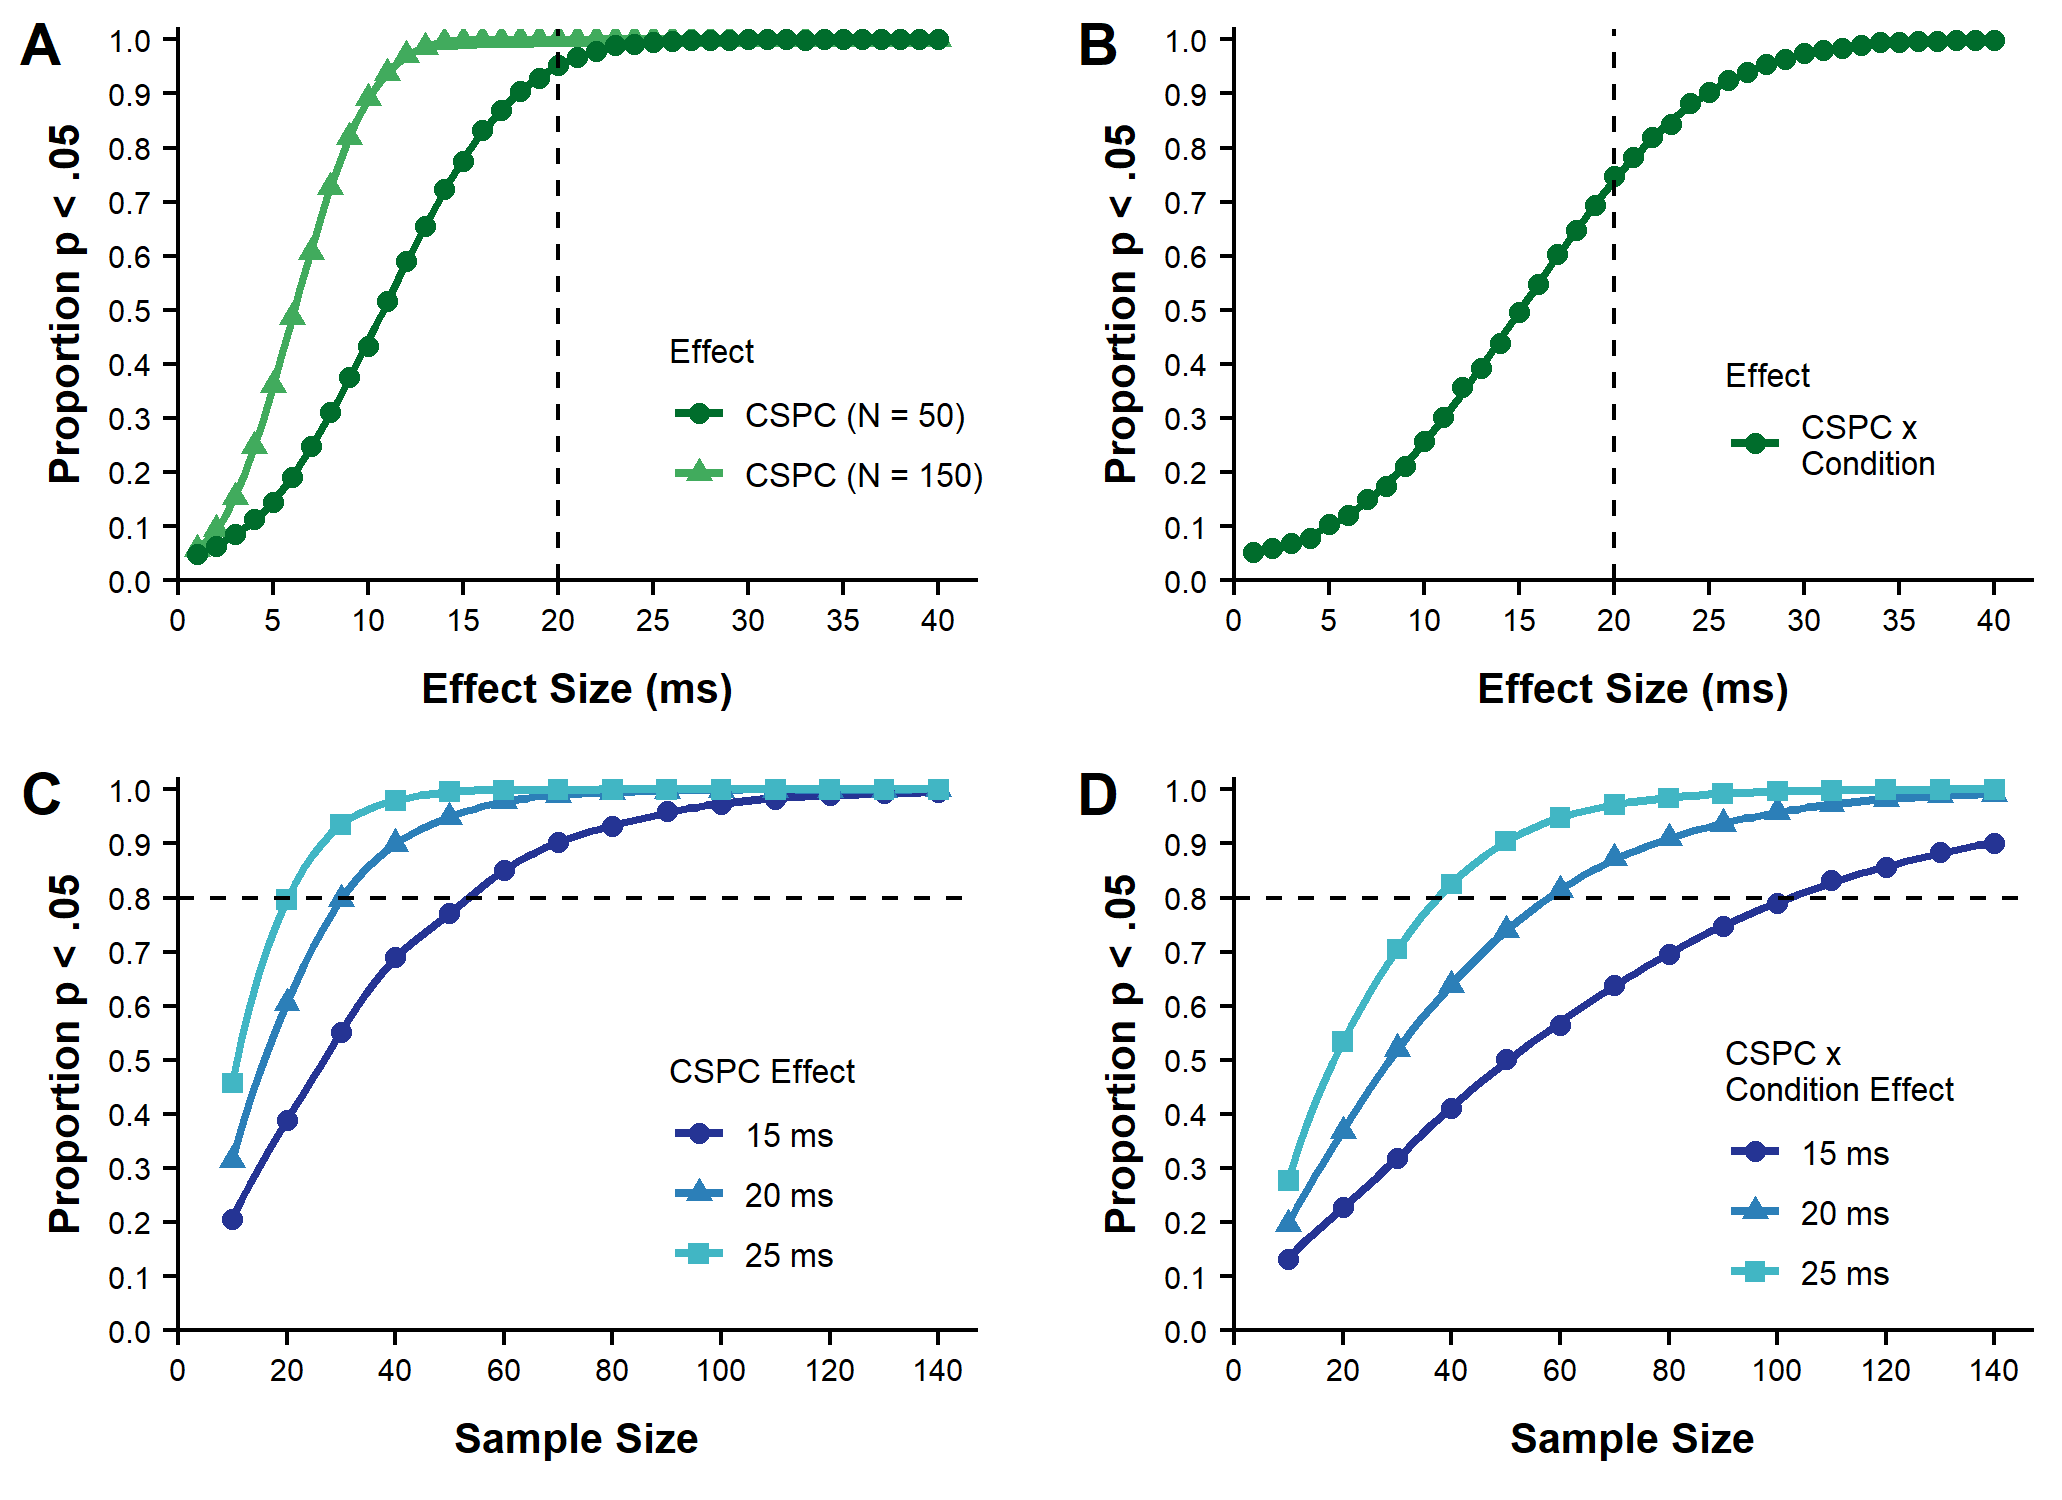 A
Proportion p < .05
1.0
0.9
0.8
0.7
0.6
0.5
0.4
0.3
0.2
0.1
0.0
0 5 10 15 20 25 30 35 40
Effect Size (ms)
Effect
CSPC (N = 50)
CSPC (N = 150)
B
Proportion p < .05
1.0
0.9
0.8
0.7
0.6
0.5
0.4
0.3
0.2
0.1
0.0
0 5 10 15 20 25 30 35 40
Effect Size (ms)
Effect
CSPC x
Condition
C
Proportion p < .05
1.0
0.9
0.8
0.7
0.6
0.5
0.4
0.3
0.2
0.1
0.0
0 20 40 60 80 100 120 140
Sample Size
CSPC Effect
15 ms
20 ms
25 ms
D
Proportion p < .05
1.0
0.9
0.8
0.7
0.6
0.5
0.4
0.3
0.2
0.1
0.0
0 20 40 60 80 100 120 140
Sample Size
CSPC x
Condition Effect
15 ms
20 ms
25 ms